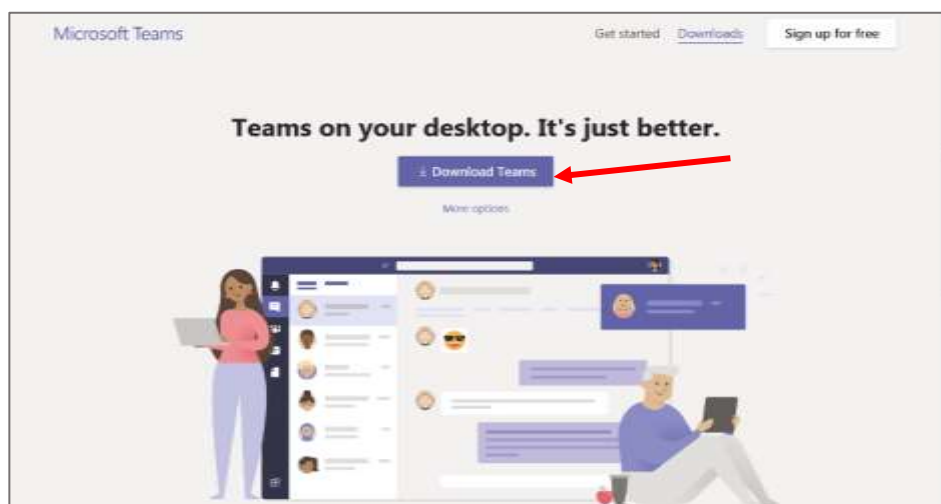 Microsoft Teams
Get started Downloads Sign up for free
Teams on your desktop. It's just better.
Download Teams
More options